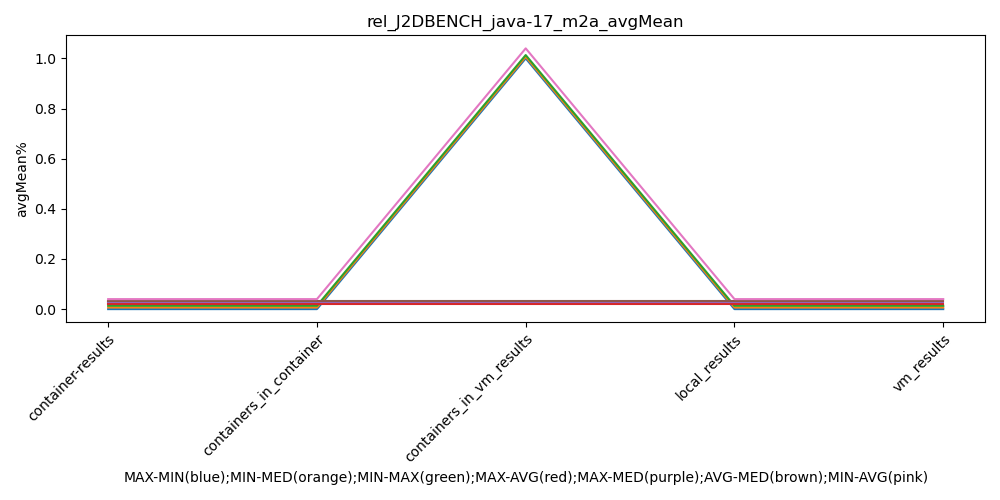 rel_J2DBENCH_java-17_m2a_avgMean
avgMean%
1.0
0.8
0.6
0.4
0.2
0.0
container-results
containers_in_container
containers_in_vm_results
local_results
vm_results
MAX-MIN(blue);MIN-MED(orange);MIN-MAX(green);MAX-AVG(red);MAX-MED(purple);AVG-MED(brown);MIN-AVG(pink)